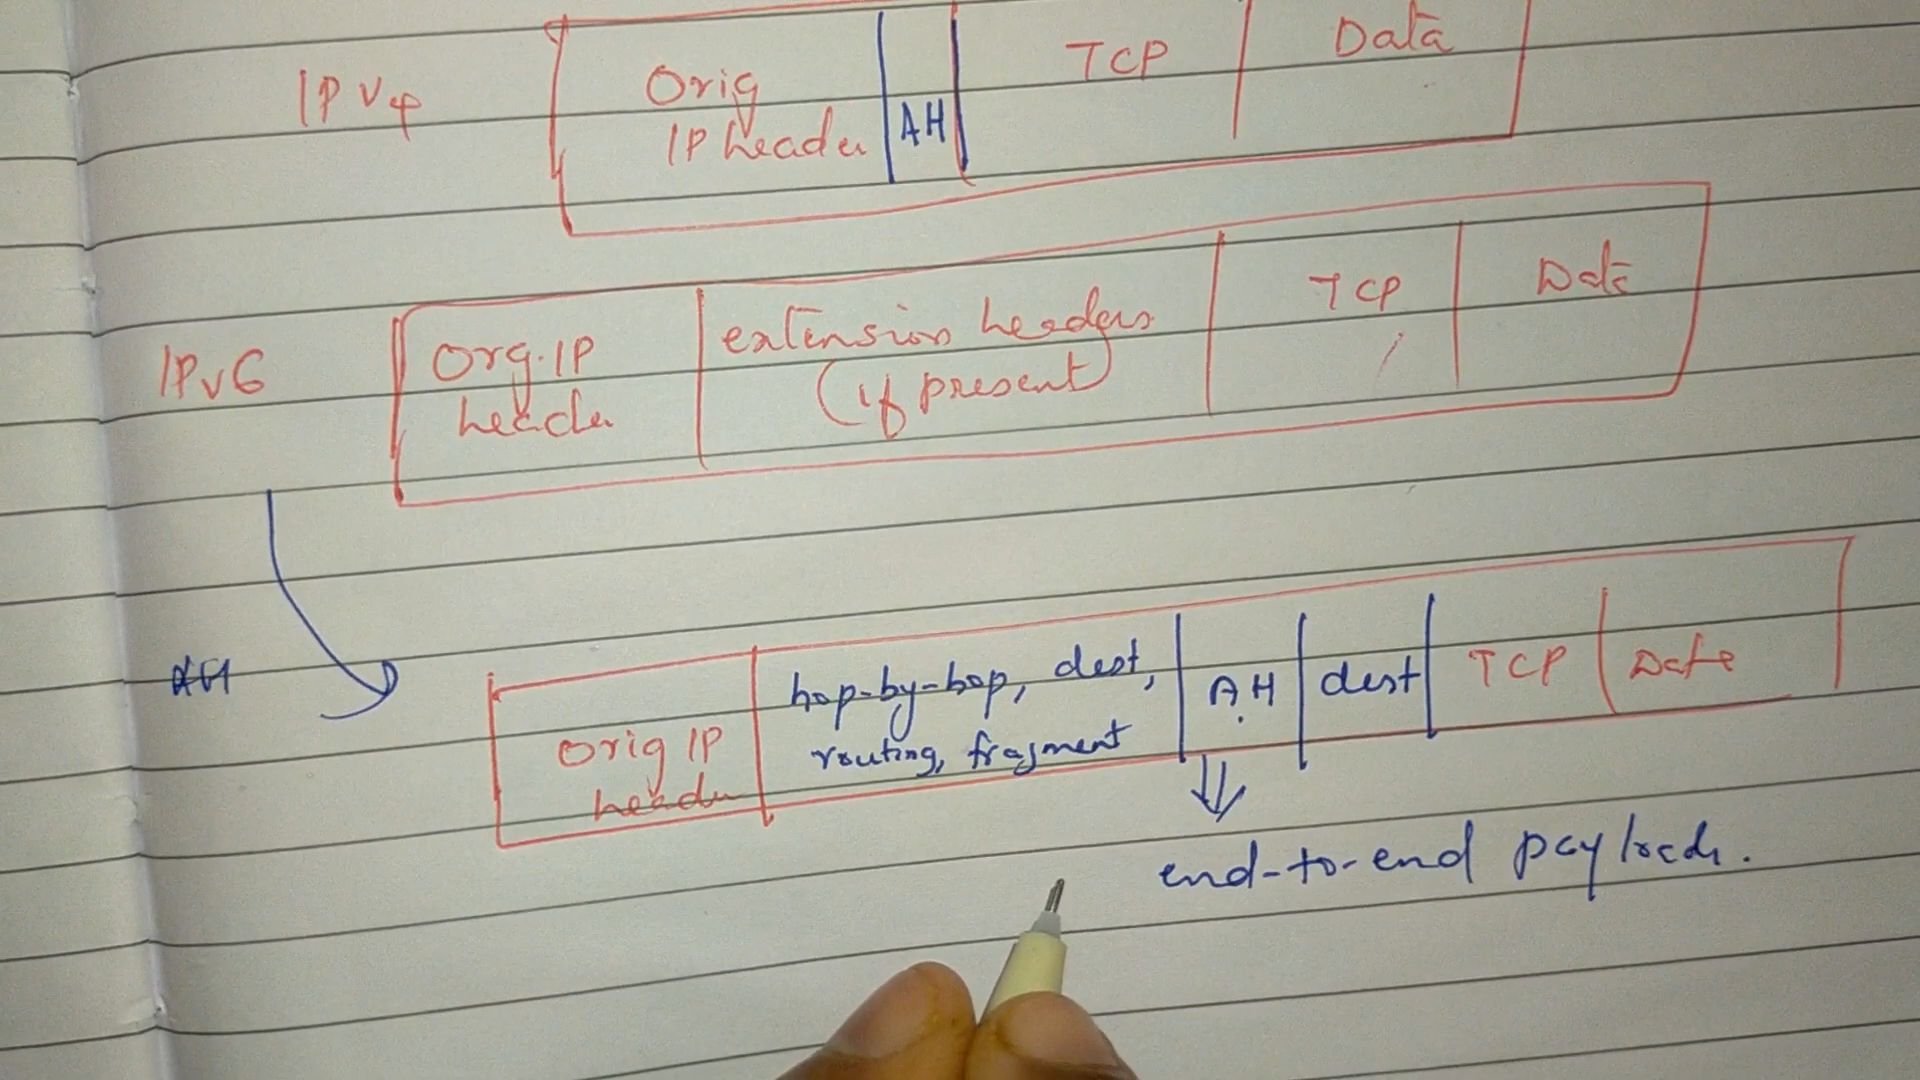 IPv4
Orig
IP header
AH
TCP
Data
IPv6
Org.IP
header
extension headers
(if present)
TCP
Data
Orig IP
header
hop-by-hop, dest,
routing, fragment
AH
dest
TCP
Data
end-to-end payload.